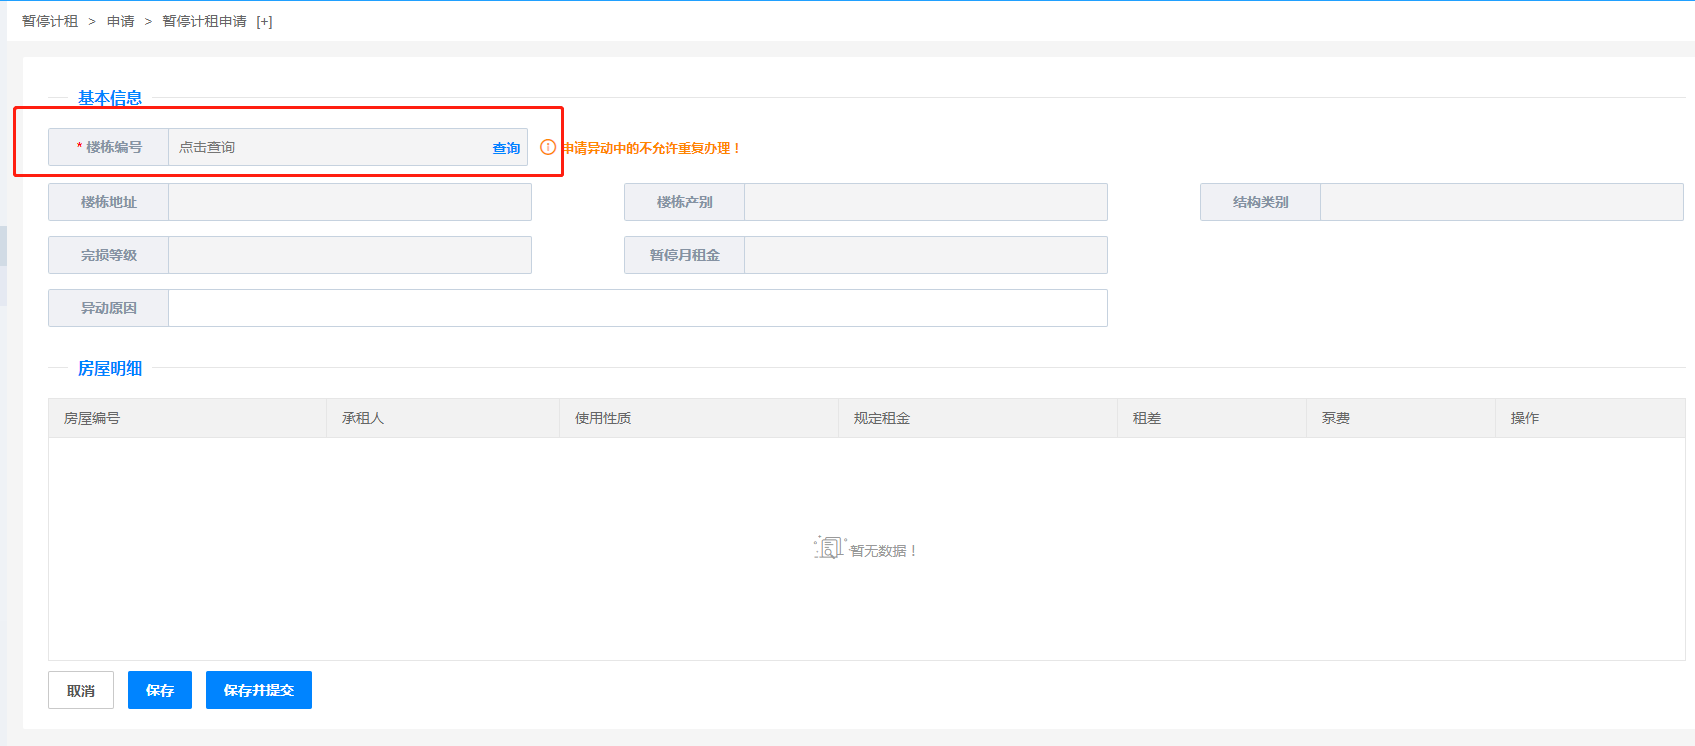 暂停计租 > 申请 > 暂停计租申请 [+]
基本信息
* 楼栋编号 点击查询 查询 申请异动中的不允许重复办理！
楼栋地址 楼栋产别 结构类别
完损等级 暂停月租金
异动原因
房屋明细
房屋编号 承租人 使用性质 规定租金 租差 泵费 操作
暂无数据！
取消 保存 保存并提交